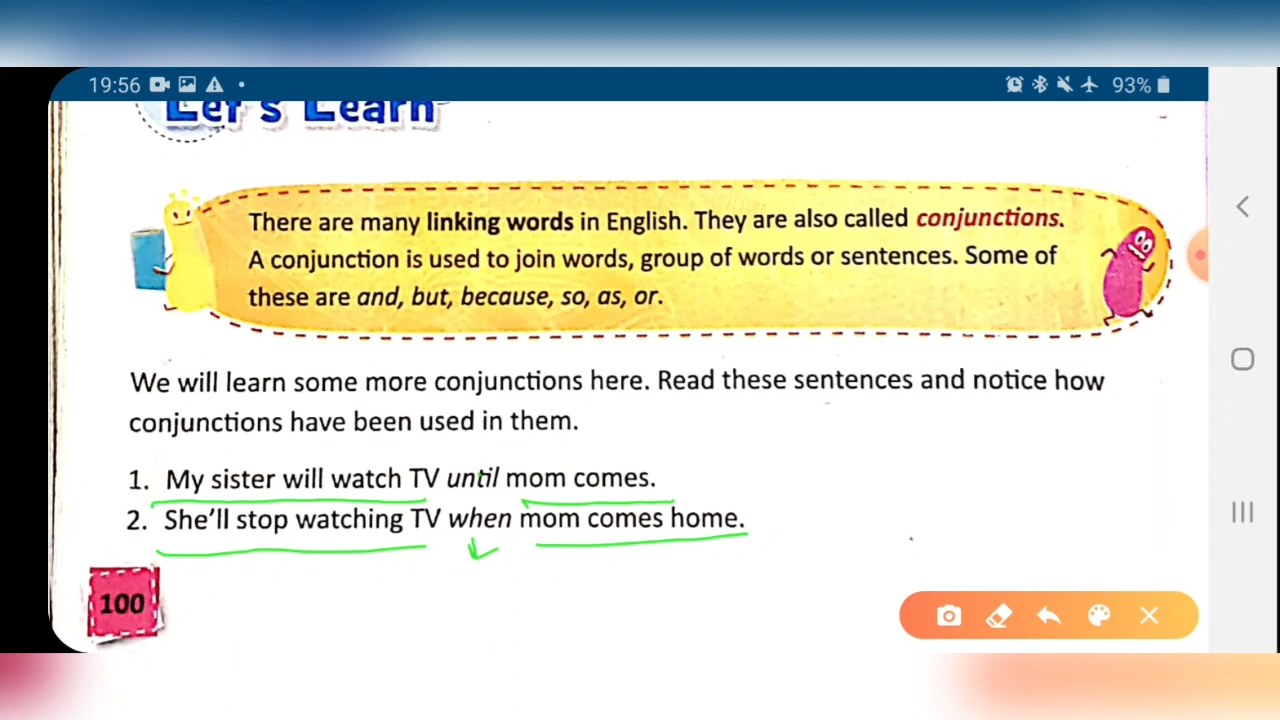 19:56
93%
Let's Learn
There are many linking words in English. They are also called conjunctions.
A conjunction is used to join words, group of words or sentences. Some of
these are and, but, because, so, as, or.
We will learn some more conjunctions here. Read these sentences and notice how
conjunctions have been used in them.
1. My sister will watch TV until mom comes.
2. She'll stop watching TV when mom comes home.
100